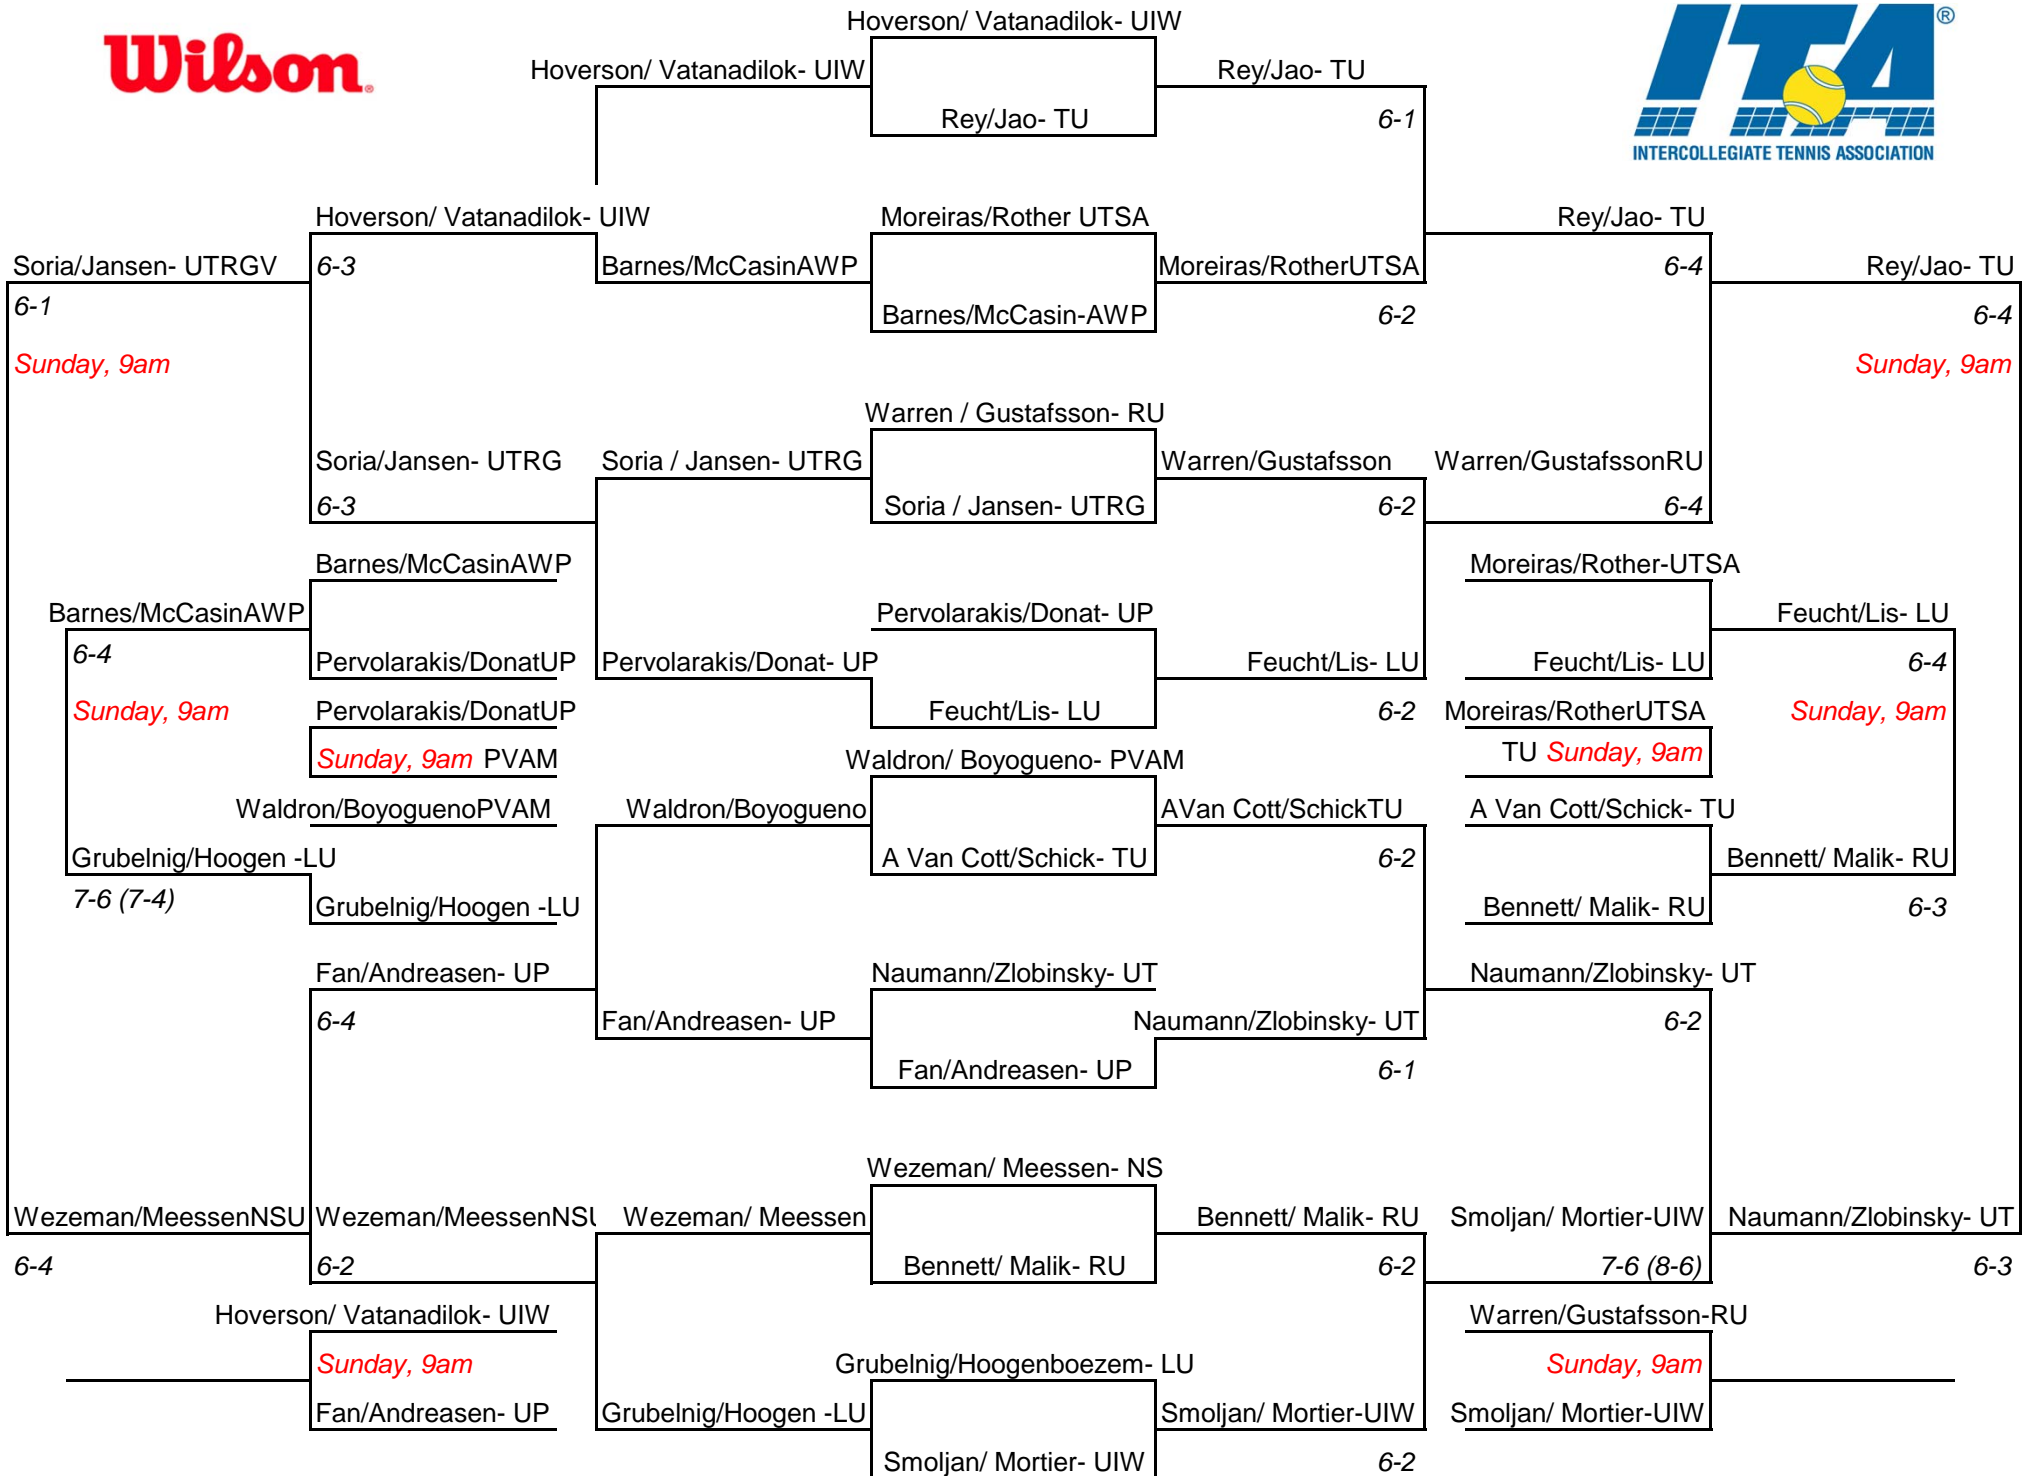 Hoverson/ Vatanadilok- UIW
Wilson.
Hoverson/ Vatanadilok- UIW
Rey/Jao- TU
ITA®
Rey/Jao- TU
6-1
INTERCOLLEGIATE TENNIS ASSOCIATION
Hoverson/ Vatanadilok- UIW
Moreiras/Rother UTSA
Rey/Jao- TU
Soria/Jansen- UTRGV
6-3
Barnes/McCasinAWP
Moreiras/RotherUTSA
6-4
Rey/Jao- TU
6-1
Barnes/McCasin-AWP
6-2
6-4
Sunday, 9am
Sunday, 9am
Warren / Gustafsson- RU
Soria/Jansen- UTRG
Soria / Jansen- UTRG
Warren/Gustafsson
Warren/GustafssonRU
6-3
Soria / Jansen- UTRG
6-2
6-4
Barnes/McCasinAWP
Moreiras/Rother-UTSA
Barnes/McCasinAWP
Pervolarakis/Donat- UP
Feucht/Lis- LU
6-4
Pervolarakis/DonatUP
Pervolarakis/Donat- UP
Feucht/Lis- LU
Feucht/Lis- LU
6-4
Sunday, 9am
Pervolarakis/DonatUP
Feucht/Lis- LU
6-2
Moreiras/RotherUTSA
Sunday, 9am
Sunday, 9am PVAM
Waldron/ Boyogueno- PVAM
TU Sunday, 9am
Waldron/BoyoguenoPVAM
Waldron/Boyogueno
AVan Cott/SchickTU
A Van Cott/Schick- TU
Grubelnig/Hoogen -LU
A Van Cott/Schick- TU
6-2
Bennett/ Malik- RU
7-6 (7-4)
Grubelnig/Hoogen -LU
Bennett/ Malik- RU
6-3
Fan/Andreasen- UP
Naumann/Zlobinsky- UT
Naumann/Zlobinsky- UT
6-4
Fan/Andreasen- UP
Naumann/Zlobinsky- UT
6-2
Fan/Andreasen- UP
6-1
Wezeman/ Meessen- NS
Wezeman/MeessenNSU
Wezeman/MeessenNSU
Wezeman/ Meessen
Bennett/ Malik- RU
Smoljan/ Mortier-UIW
Naumann/Zlobinsky- UT
6-4
6-2
Bennett/ Malik- RU
6-2
7-6 (8-6)
6-3
Hoverson/ Vatanadilok- UIW
Warren/Gustafsson-RU
Sunday, 9am
Grubelnig/Hoogenboezem- LU
Sunday, 9am
Fan/Andreasen- UP
Grubelnig/Hoogen -LU
Smoljan/ Mortier-UIW
Smoljan/ Mortier-UIW
Smoljan/ Mortier- UIW
6-2